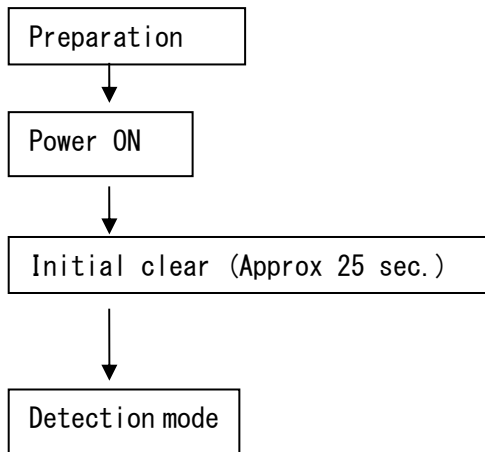 Preparation
Power ON
Initial clear (Approx 25 sec.)
Detection mode